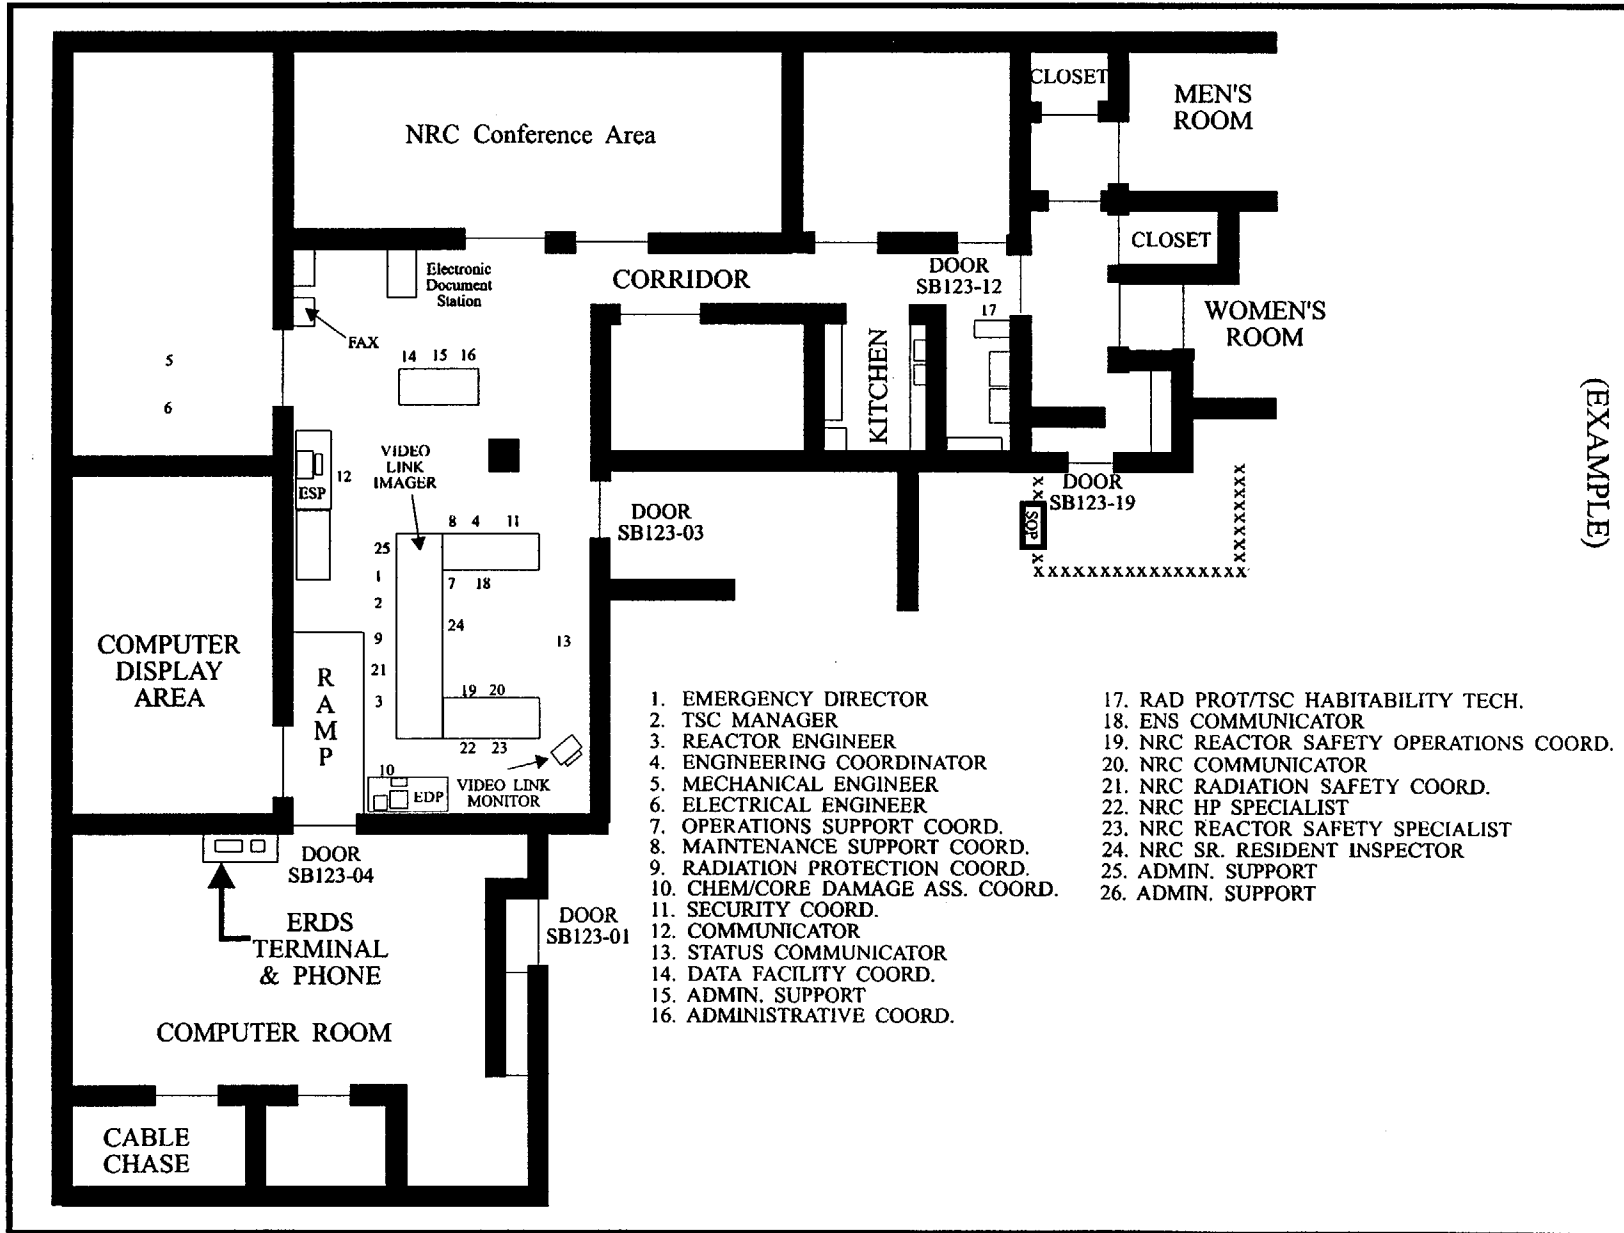 CLOSET
MEN'S
ROOM
NRC Conference Area
CLOSET
WOMEN'S
ROOM
Electronic
Document
Station
CORRIDOR
DOOR
SB123-12
17
FAX
KITCHEN
(EXAMPLE)
5
6
14 15 16
VIDEO
LINK
IMAGER
ESP
12
DOOR
SB123-03
DOOR
SB123-19
SOP
X X X
X
XXXXXXXX
XXXXXXXXXXXXXXXXX
8 4 11
25
1
2
9
21
3
7 18
24
13
19 20
22 23
10
EDP
VIDEO LINK
MONITOR
COMPUTER
DISPLAY
AREA
RAMP
DOOR
SB123-04
ERDS
TERMINAL
& PHONE
DOOR
SB123-01
COMPUTER ROOM
CABLE
CHASE
1. EMERGENCY DIRECTOR
2. TSC MANAGER
3. REACTOR ENGINEER
4. ENGINEERING COORDINATOR
5. MECHANICAL ENGINEER
6. ELECTRICAL ENGINEER
7. OPERATIONS SUPPORT COORD.
8. MAINTENANCE SUPPORT COORD.
9. RADIATION PROTECTION COORD.
10. CHEM/CORE DAMAGE ASS. COORD.
11. SECURITY COORD.
12. COMMUNICATOR
13. STATUS COMMUNICATOR
14. DATA FACILITY COORD.
15. ADMIN. SUPPORT
16. ADMINISTRATIVE COORD.
17. RAD PROT/TSC HABITABILITY TECH.
18. ENS COMMUNICATOR
19. NRC REACTOR SAFETY OPERATIONS COORD.
20. NRC COMMUNICATOR
21. NRC RADIATION SAFETY COORD.
22. NRC HP SPECIALIST
23. NRC REACTOR SAFETY SPECIALIST
24. NRC SR. RESIDENT INSPECTOR
25. ADMIN. SUPPORT
26. ADMIN. SUPPORT